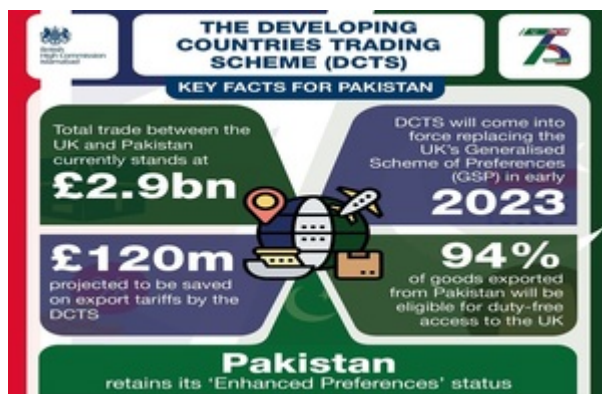 British
High Commission
Islamabad
THE DEVELOPING
COUNTRIES TRADING
SCHEME (DCTS)
75
KEY FACTS FOR PAKISTAN
Total trade between the
UK and Pakistan
currently stands at
£2.9bn
DCTS will come into
force replacing the
UK's Generalised
Scheme of Preferences
(GSP) in early
2023
£120m
projected to be saved
on export tariffs by the
DCTS
94%
of goods exported
from Pakistan will be
eligible for duty-free
access to the UK
Pakistan
retains its 'Enhanced Preferences' status